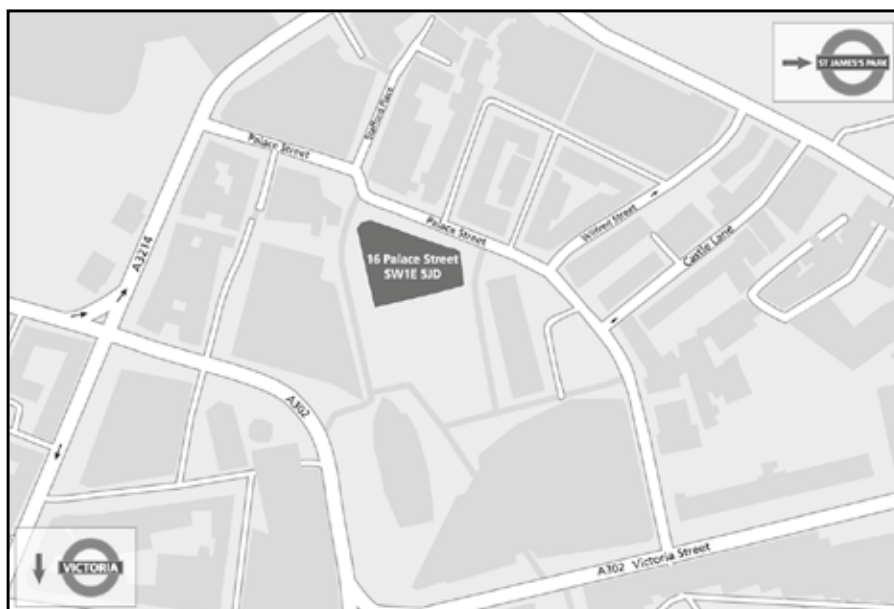 ST JAMES'S PARK
Stafford Place
Palace Street
Palace Street
Wilfred Street
Castle Lane
16 Palace Street
SW1E 5JD
A3214
A302
VICTORIA
A302 Victoria Street